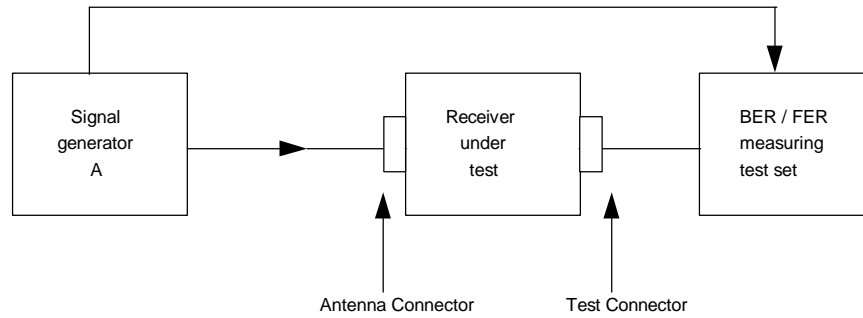 Signal
generator
A
Receiver
under
test
BER / FER
measuring
test set
Antenna Connector
Test Connector